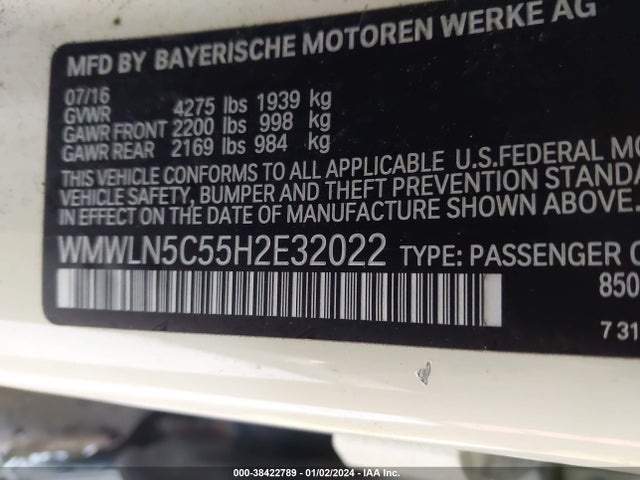 MFD BY BAYERISCHE MOTOREN WERKE AG
07/16
GVWR 4275 lbs 1939 kg
GAWR FRONT 2200 lbs 998 kg
GAWR REAR 2169 lbs 984 kg
THIS VEHICLE CONFORMS TO ALL APPLICABLE U.S.FEDERAL MO
VEHICLE SAFETY, BUMPER AND THEFT PREVENTION STANDA
IN EFFECT ON THE DATE OF MANUFACTURE SHOWN ABOVE.
WMWLN5C55H2E32022 TYPE: PASSENGER C
850
7 31
000-38422789 - 01/02/2024 - IAA Inc.